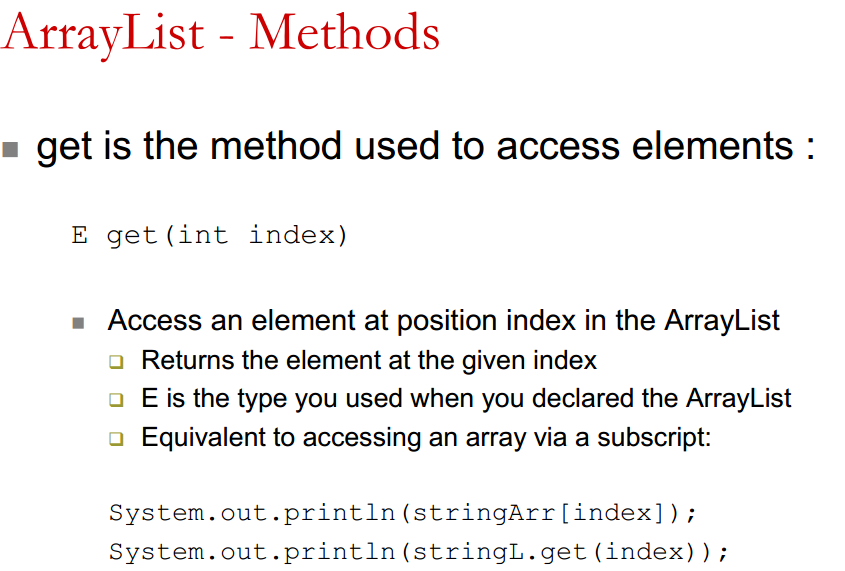 ArrayList - Methods
get is the method used to access elements :
E get(int index)
Access an element at position index in the ArrayList
Returns the element at the given index
E is the type you used when you declared the ArrayList
Equivalent to accessing an array via a subscript:
System.out.println(stringArr[index]);
System.out.println(stringL.get(index));